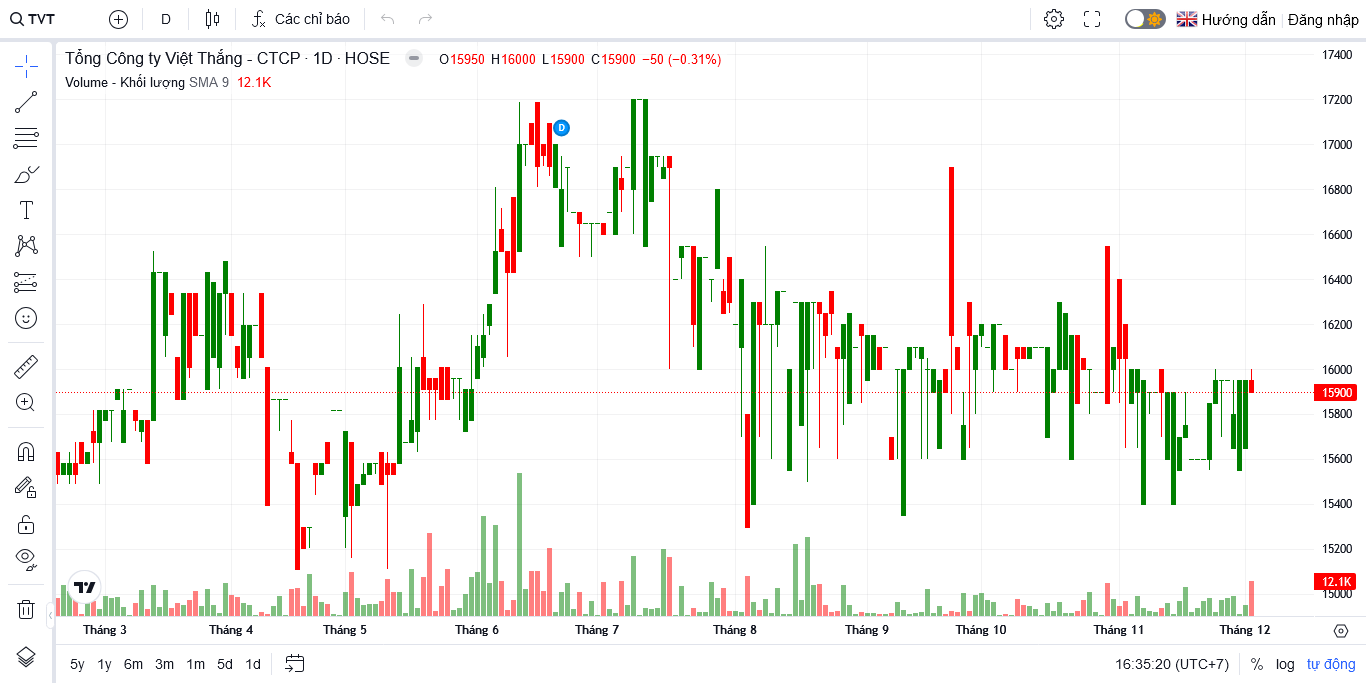 TVT D Các chỉ báo Hướng dẫn Đăng nhập
Tổng Công ty Việt Thắng - CTCP · 1D · HOSE O15950 H16000 L15900 C15900 −50 (−0.31%)
Volume - Khối lượng SMA 9 12.1K
D
17400
17200
17000
16800
16600
16400
16200
16000
15900
15800
15600
15400
15200
12.1K
15000
Tháng 3 Tháng 4 Tháng 5 Tháng 6 Tháng 7 Tháng 8 Tháng 9 Tháng 10 Tháng 11 Tháng 12
5y 1y 6m 3m 1m 5d 1d 16:35:20 (UTC+7) % log tự động